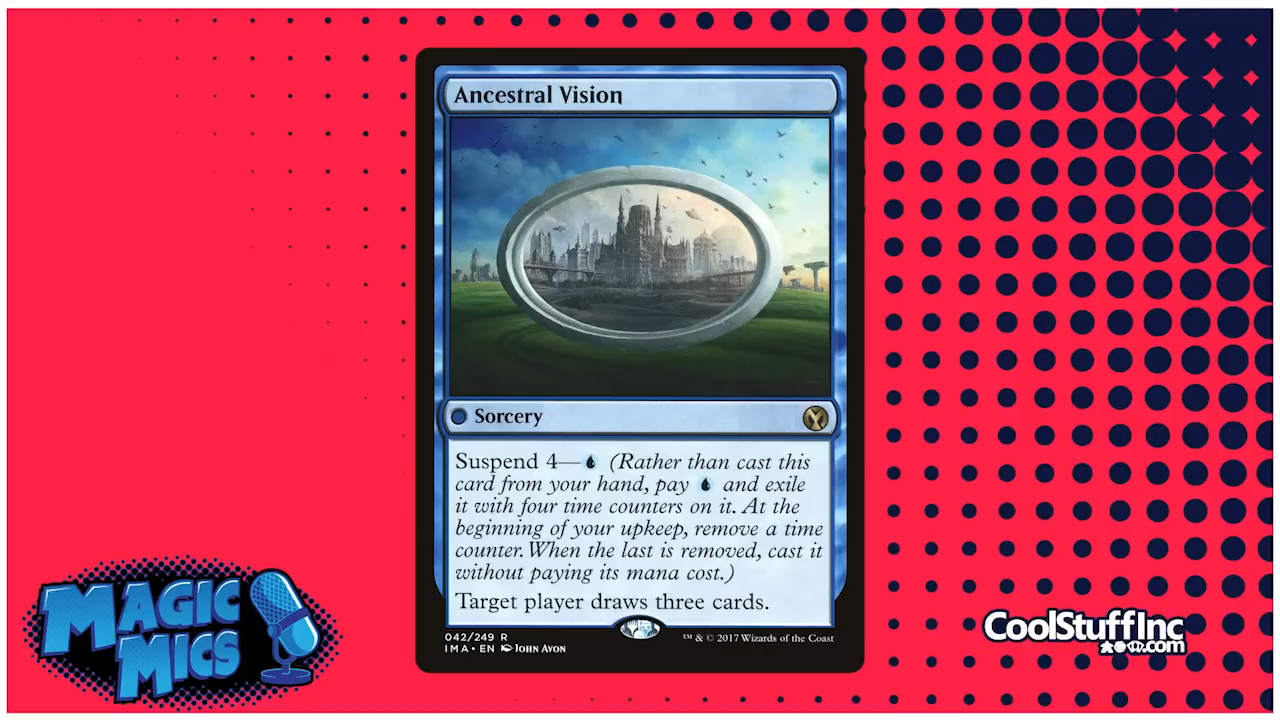 Ancestral Vision
Sorcery
Suspend 4— (Rather than cast this
card from your hand, pay and exile
it with four time counters on it. At the
beginning of your upkeep, remove a time
counter. When the last is removed, cast it
without paying its mana cost.)
Target player draws three cards.
042/249 R
IMA • EN John Avon
™ & © 2017 Wizards of the Coast
MAGIC
MICS
CoolStuffInc
.com